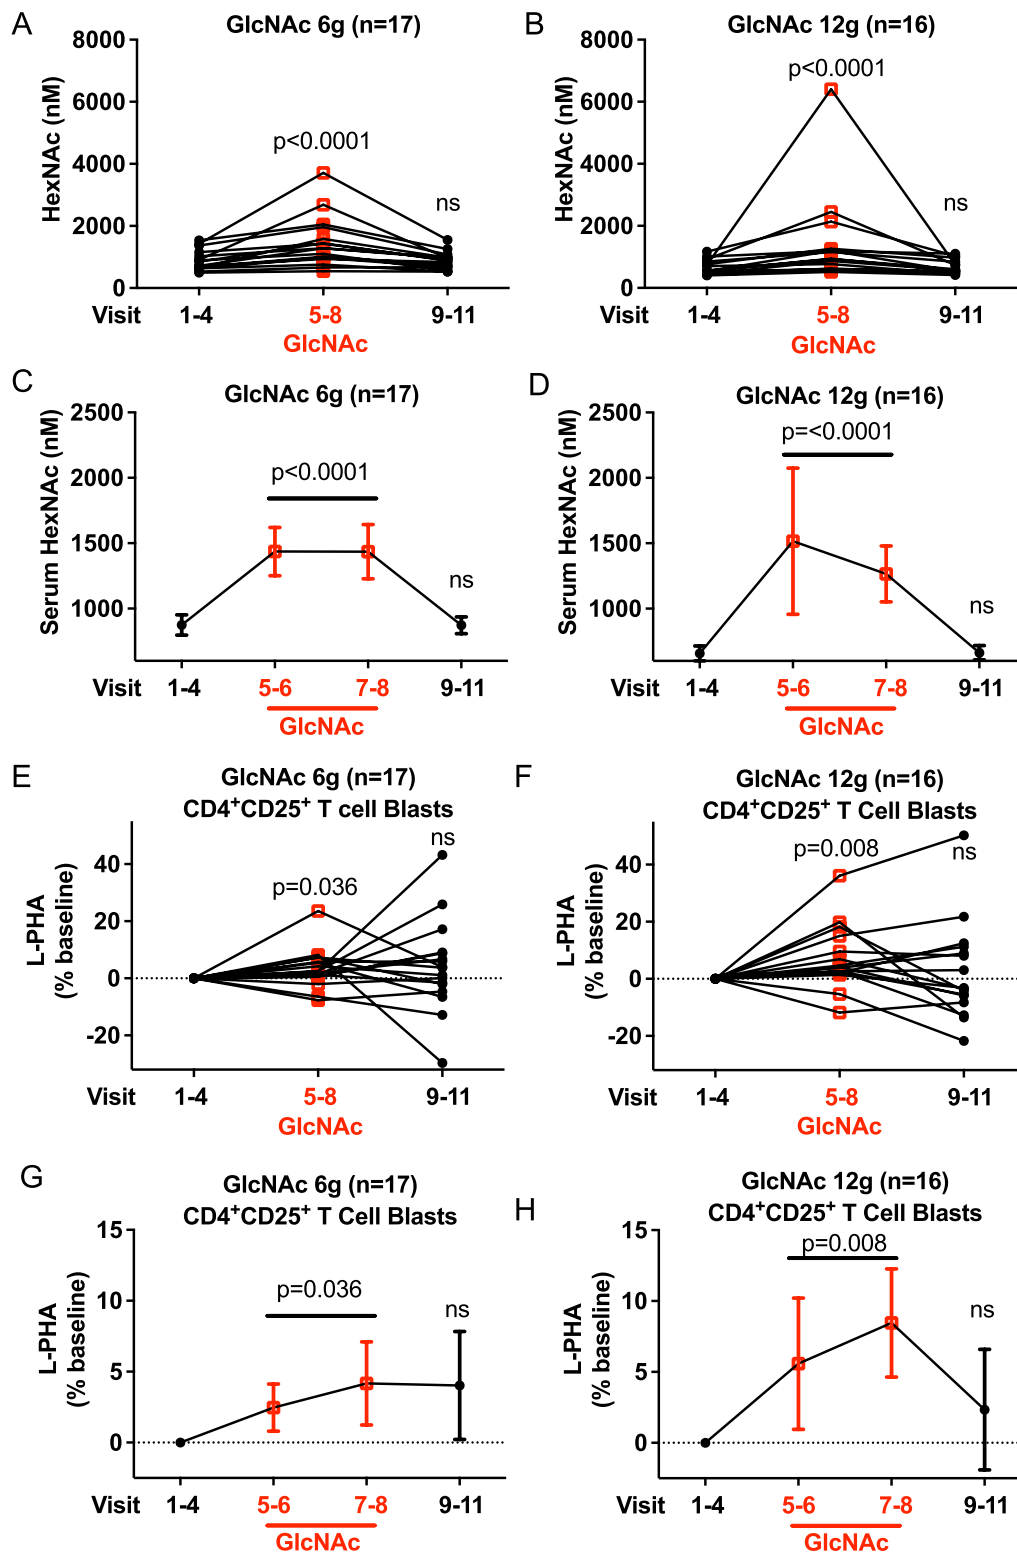 A
GlcNAc 6g (n=17)
HexNAc (nM)
8000
6000
4000
2000
0
p<0.0001
ns
Visit 1-4 5-8 9-11
GlcNAc
B
GlcNAc 12g (n=16)
HexNAc (nM)
8000
6000
4000
2000
0
p<0.0001
ns
Visit 1-4 5-8 9-11
GlcNAc
C
GlcNAc 6g (n=17)
Serum HexNAc (nM)
2500
2000
1500
1000
p<0.0001
ns
Visit 1-4 5-6 7-8 9-11
GlcNAc
D
GlcNAc 12g (n=16)
Serum HexNAc (nM)
2500
2000
1500
1000
p=<0.0001
ns
Visit 1-4 5-6 7-8 9-11
GlcNAc
E
GlcNAc 6g (n=17)
CD4⁺CD25⁺ T cell Blasts
L-PHA
(% baseline)
40
20
0
-20
p=0.036
ns
Visit 1-4 5-8 9-11
GlcNAc
F
GlcNAc 12g (n=16)
CD4⁺CD25⁺ T Cell Blasts
L-PHA
(% baseline)
40
20
0
-20
p=0.008
ns
Visit 1-4 5-8 9-11
GlcNAc
G
GlcNAc 6g (n=17)
CD4⁺CD25⁺ T Cell Blasts
L-PHA
(% baseline)
15
10
5
0
p=0.036
ns
Visit 1-4 5-6 7-8 9-11
GlcNAc
H
GlcNAc 12g (n=16)
CD4⁺CD25⁺ T Cell Blasts
L-PHA
(% baseline)
15
10
5
0
p=0.008
ns
Visit 1-4 5-6 7-8 9-11
GlcNAc